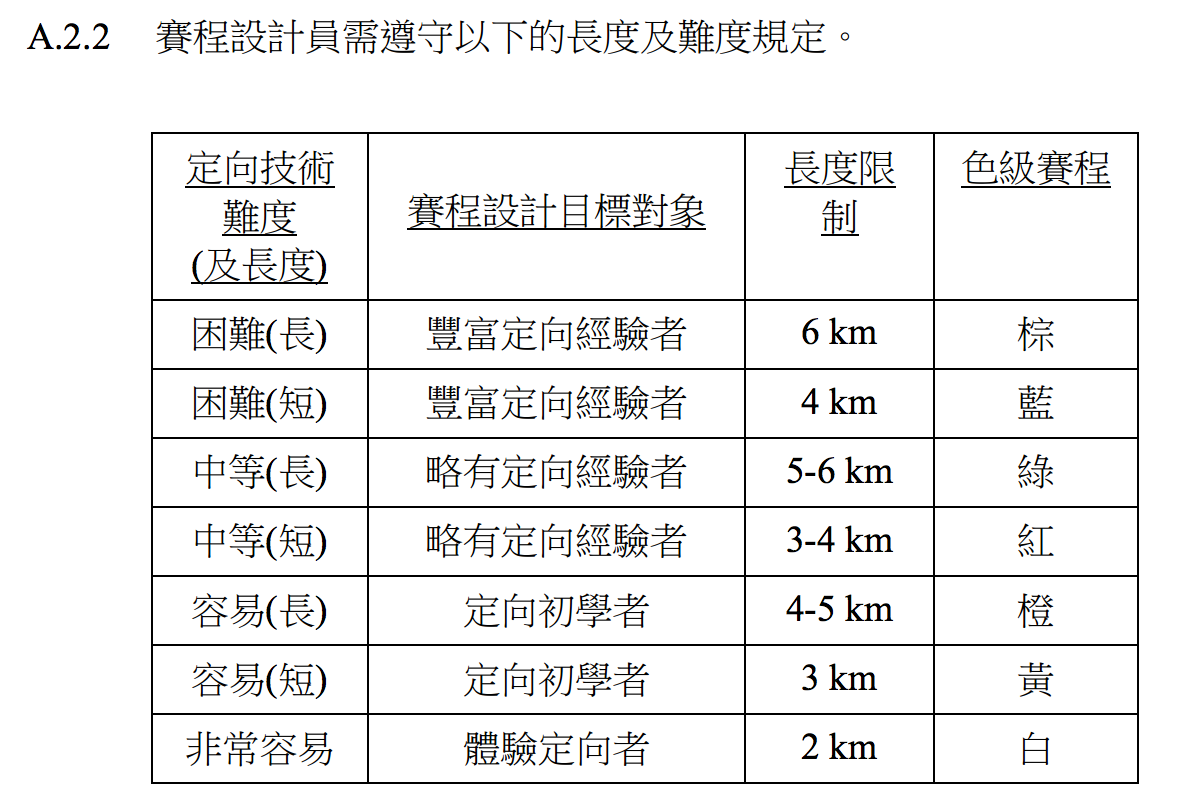 A.2.2 賽程設計員需遵守以下的長度及難度規定。
定向技術難度(及長度) 賽程設計目標對象 長度限制 色級賽程
困難(長) 豐富定向經驗者 6 km 棕
困難(短) 豐富定向經驗者 4 km 藍
中等(長) 略有定向經驗者 5-6 km 綠
中等(短) 略有定向經驗者 3-4 km 紅
容易(長) 定向初學者 4-5 km 橙
容易(短) 定向初學者 3 km 黃
非常容易 體驗定向者 2 km 白